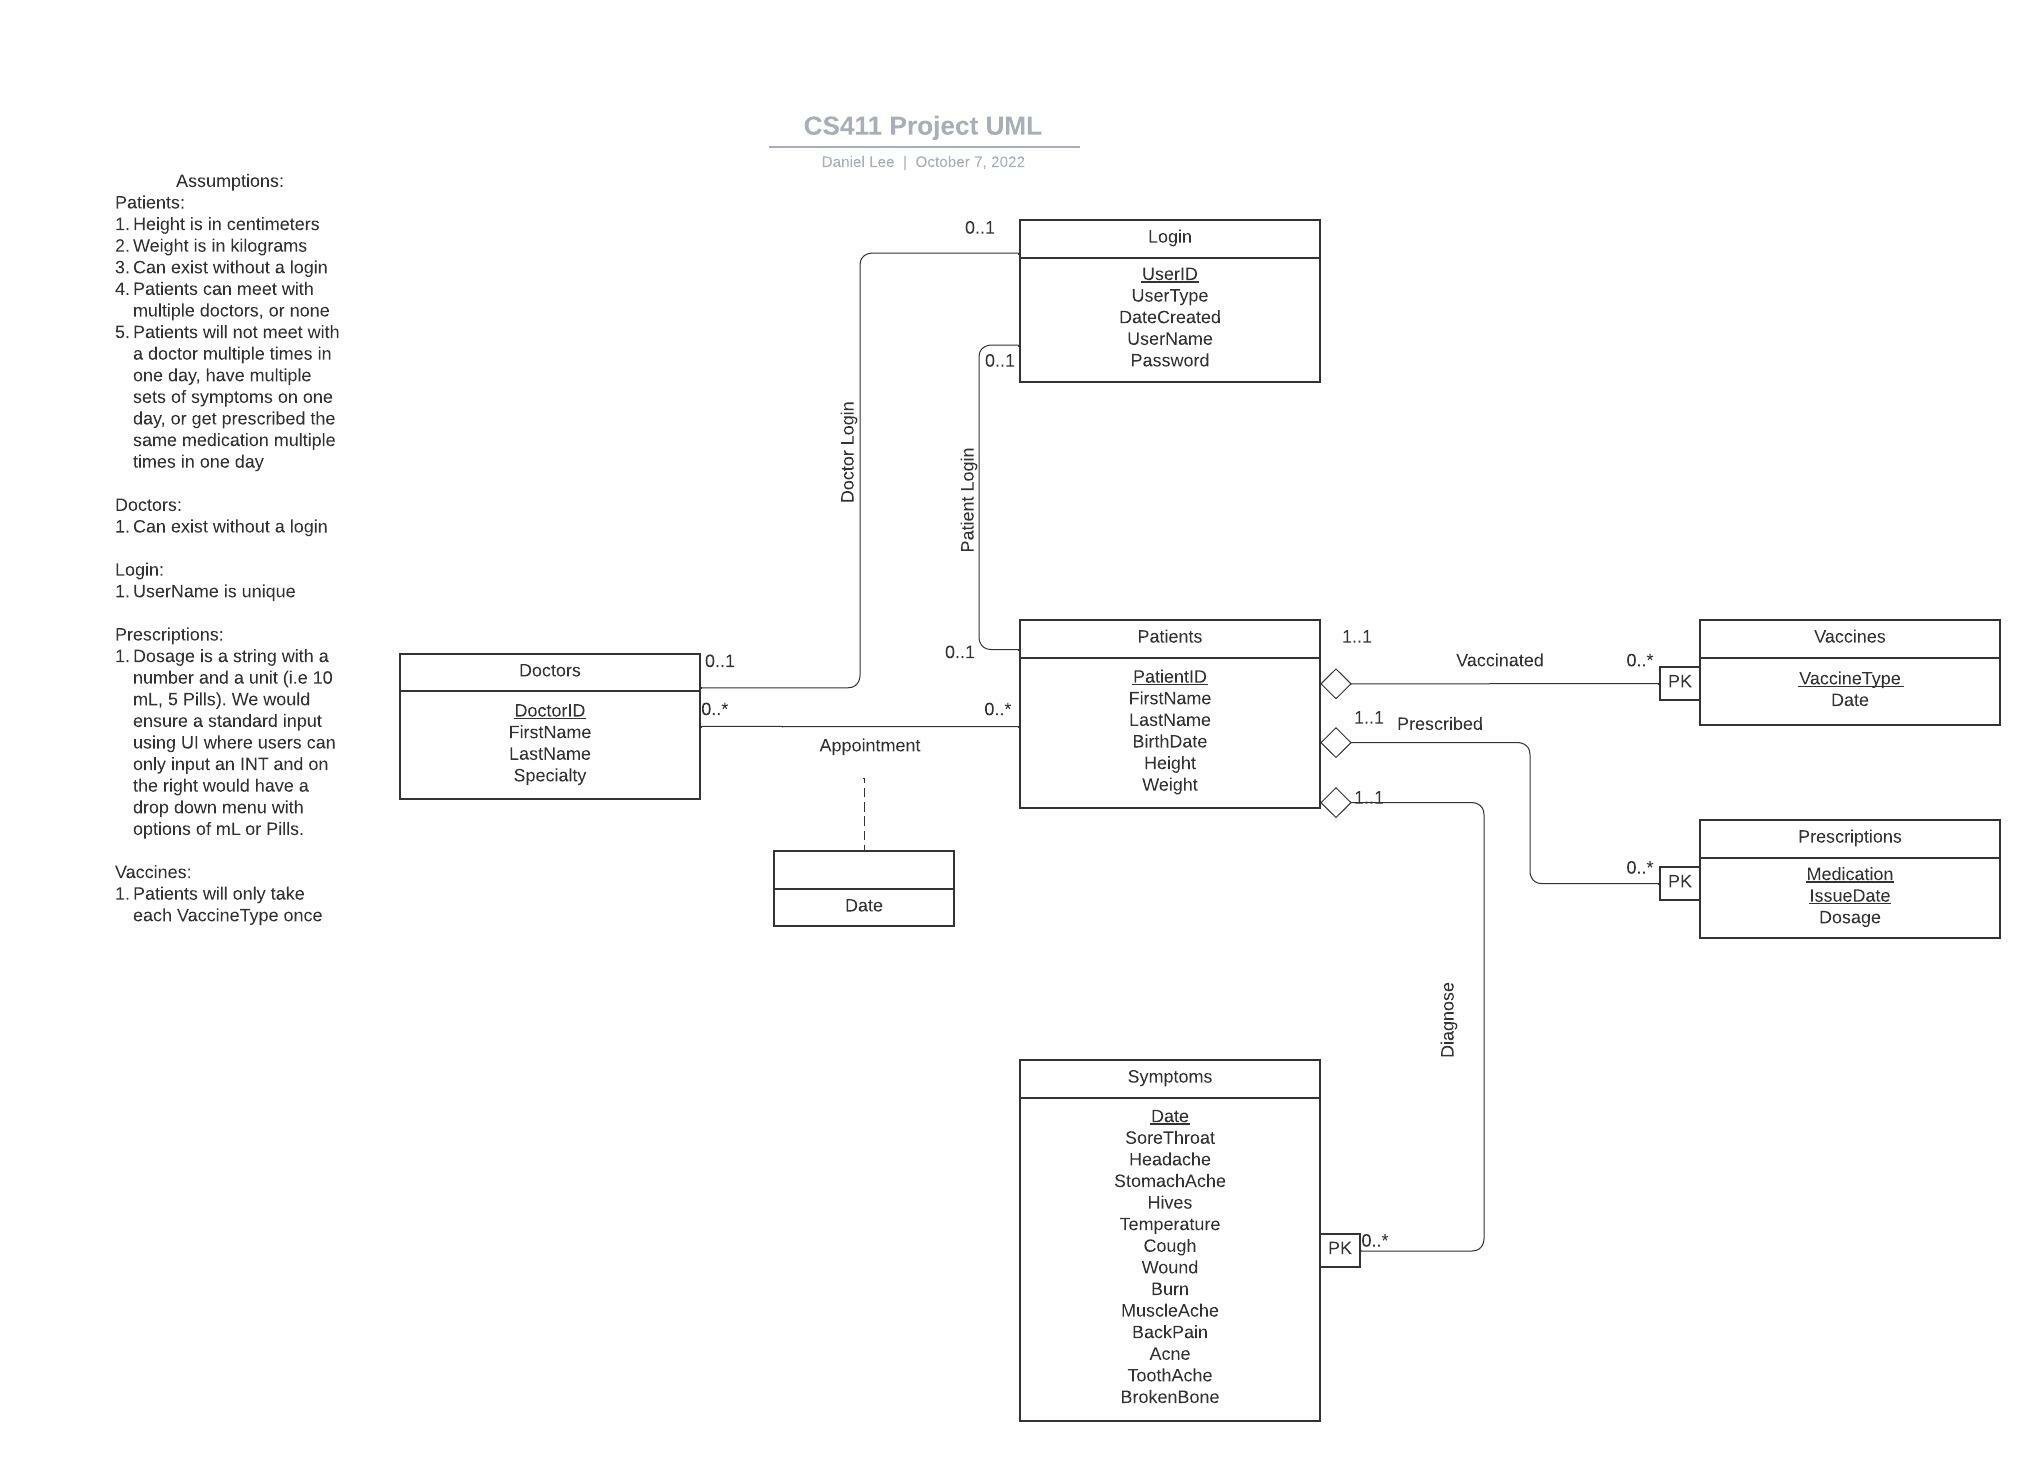 CS411 Project UML
Daniel Lee | October 7, 2022
Assumptions:
Patients:
1. Height is in centimeters
2. Weight is in kilograms
3. Can exist without a login
4. Patients can meet with
multiple doctors, or none
5. Patients will not meet with
a doctor multiple times in
one day, have multiple
sets of symptoms on one
day, or get prescribed the
same medication multiple
times in one day
Doctors:
1. Can exist without a login
Login:
1. UserName is unique
Prescriptions:
1. Dosage is a string with a
number and a unit (i.e 10
mL, 5 Pills). We would
ensure a standard input
using UI where users can
only input an INT and on
the right would have a
drop down menu with
options of mL or Pills.
Vaccines:
1. Patients will only take
each VaccineType once
0..1
Login
UserID
UserType
DateCreated
UserName
Password
0..1
Doctor Login
Patient Login
0..1
0..1
Doctors
DoctorID
FirstName
LastName
Specialty
0..*
0..*
Appointment
Date
Patients
PatientID
FirstName
LastName
BirthDate
Height
Weight
1..1
Vaccinated
0..*
PK
Vaccines
VaccineType
Date
1..1
Prescribed
0..*
PK
Prescriptions
Medication
IssueDate
Dosage
1..1
Diagnose
0..*
PK
Symptoms
Date
SoreThroat
Headache
StomachAche
Hives
Temperature
Cough
Wound
Burn
MuscleAche
BackPain
Acne
ToothAche
BrokenBone